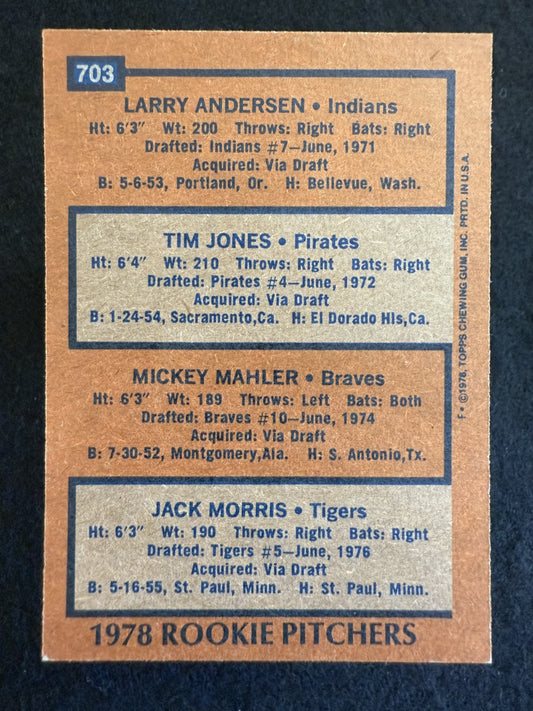 703
LARRY ANDERSEN • Indians
Ht: 6'3" Wt: 200 Throws: Right Bats: Right
Drafted: Indians #7—June, 1971
Acquired: Via Draft
B: 5-6-53, Portland, Or. H: Bellevue, Wash.
TIM JONES • Pirates
Ht: 6'4" Wt: 210 Throws: Right Bats: Right
Drafted: Pirates #4—June, 1972
Acquired: Via Draft
B: 1-24-54, Sacramento,Ca. H: El Dorado Hls,Ca.
MICKEY MAHLER • Braves
Ht: 6'3" Wt: 189 Throws: Left Bats: Both
Drafted: Braves #10—June, 1974
Acquired: Via Draft
B: 7-30-52, Montgomery,Ala. H: S. Antonio,Tx.
JACK MORRIS • Tigers
Ht: 6'3" Wt: 190 Throws: Right Bats: Right
Drafted: Tigers #5—June, 1976
Acquired: Via Draft
B: 5-16-55, St. Paul, Minn. H: St. Paul, Minn.
1978 ROOKIE PITCHERS
F • ©1978, TOPPS CHEWING GUM, INC. PRTD. IN U.S.A.